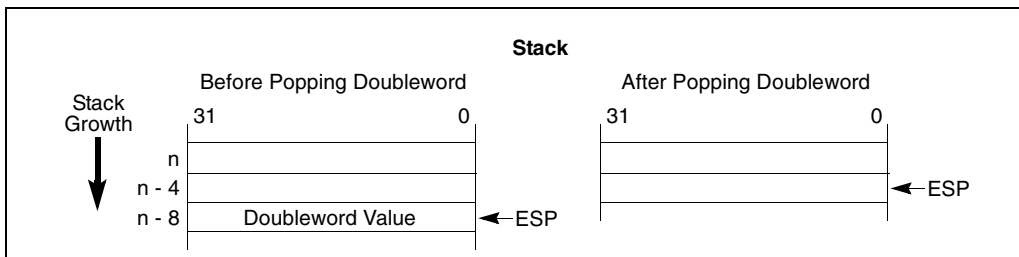 Stack
Before Popping Doubleword
After Popping Doubleword
Stack
Growth
31 0
31 0
n
n - 4
ESP
n - 8 Doubleword Value ESP